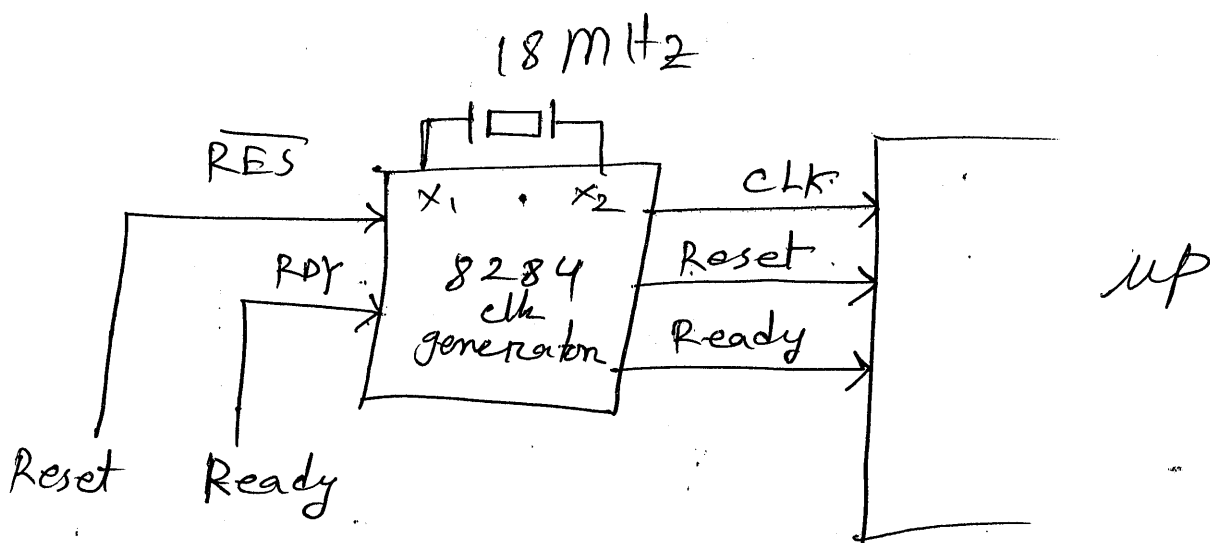 18 MHz
RES
X1 X2
CLK
RDY
8284
clk
generator
Reset
Ready
μp
Reset
Ready